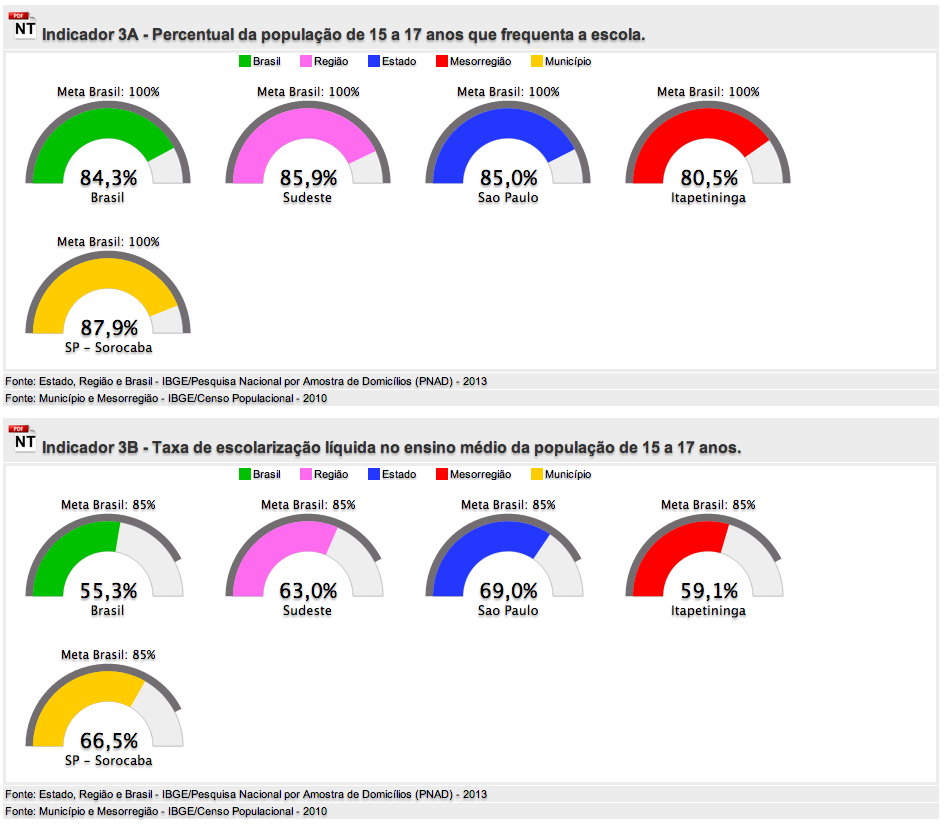 PDF
NT
Indicador 3A - Percentual da população de 15 a 17 anos que frequenta a escola.
Brasil Região Estado Mesorregião Município
Meta Brasil: 100% Meta Brasil: 100% Meta Brasil: 100% Meta Brasil: 100%
84,3% 85,9% 85,0% 80,5%
Brasil Sudeste Sao Paulo Itapetininga
Meta Brasil: 100%
87,9%
SP - Sorocaba
Fonte: Estado, Região e Brasil - IBGE/Pesquisa Nacional por Amostra de Domicílios (PNAD) - 2013
Fonte: Município e Mesorregião - IBGE/Censo Populacional - 2010
PDF
NT
Indicador 3B - Taxa de escolarização líquida no ensino médio da população de 15 a 17 anos.
Brasil Região Estado Mesorregião Município
Meta Brasil: 85% Meta Brasil: 85% Meta Brasil: 85% Meta Brasil: 85%
55,3% 63,0% 69,0% 59,1%
Brasil Sudeste Sao Paulo Itapetininga
Meta Brasil: 85%
66,5%
SP - Sorocaba
Fonte: Estado, Região e Brasil - IBGE/Pesquisa Nacional por Amostra de Domicílios (PNAD) - 2013
Fonte: Município e Mesorregião - IBGE/Censo Populacional - 2010